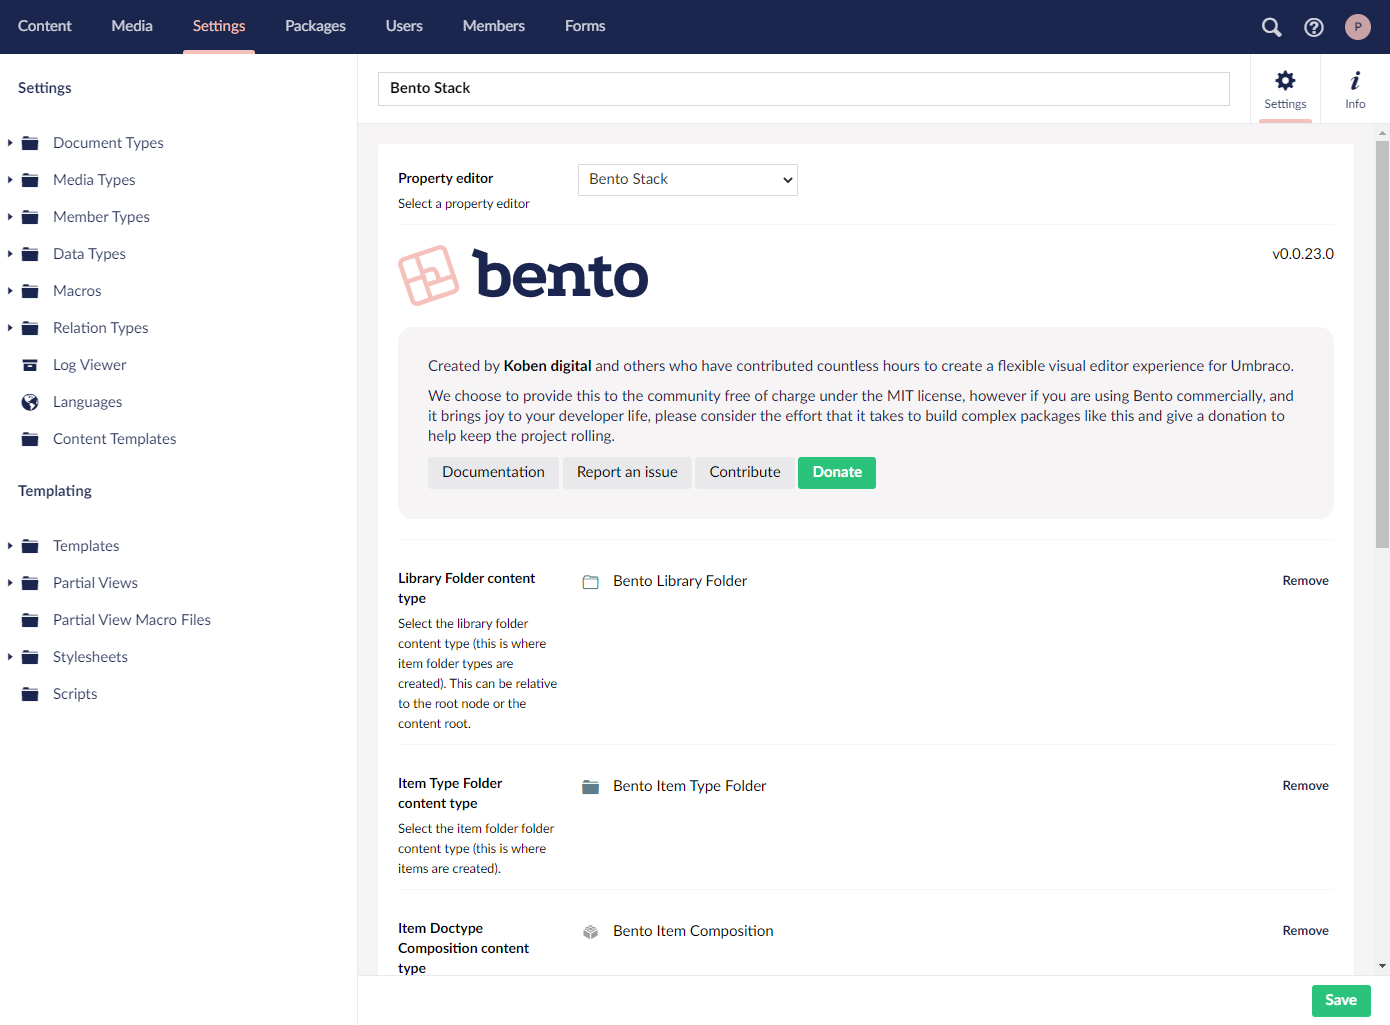 Content Media Settings Packages Users Members Forms
P
Settings
Document Types
Media Types
Member Types
Data Types
Macros
Relation Types
Log Viewer
Languages
Content Templates
Templating
Templates
Partial Views
Partial View Macro Files
Stylesheets
Scripts
Bento Stack
Settings
Info
Property editor
Select a property editor
Bento Stack
bento
v0.0.23.0
Created by Koben digital and others who have contributed countless hours to create a flexible visual editor experience for Umbraco.
We choose to provide this to the community free of charge under the MIT license, however if you are using Bento commercially, and
it brings joy to your developer life, please consider the effort that it takes to build complex packages like this and give a donation to
help keep the project rolling.
Documentation Report an issue Contribute Donate
Library Folder content
type
Select the library folder
content type (this is where
item folder types are
created). This can be relative
to the root node or the
content root.
Bento Library Folder
Remove
Item Type Folder
content type
Select the item folder folder
content type (this is where
items are created).
Bento Item Type Folder
Remove
Item Doctype
Composition content
type
Bento Item Composition
Remove
Save